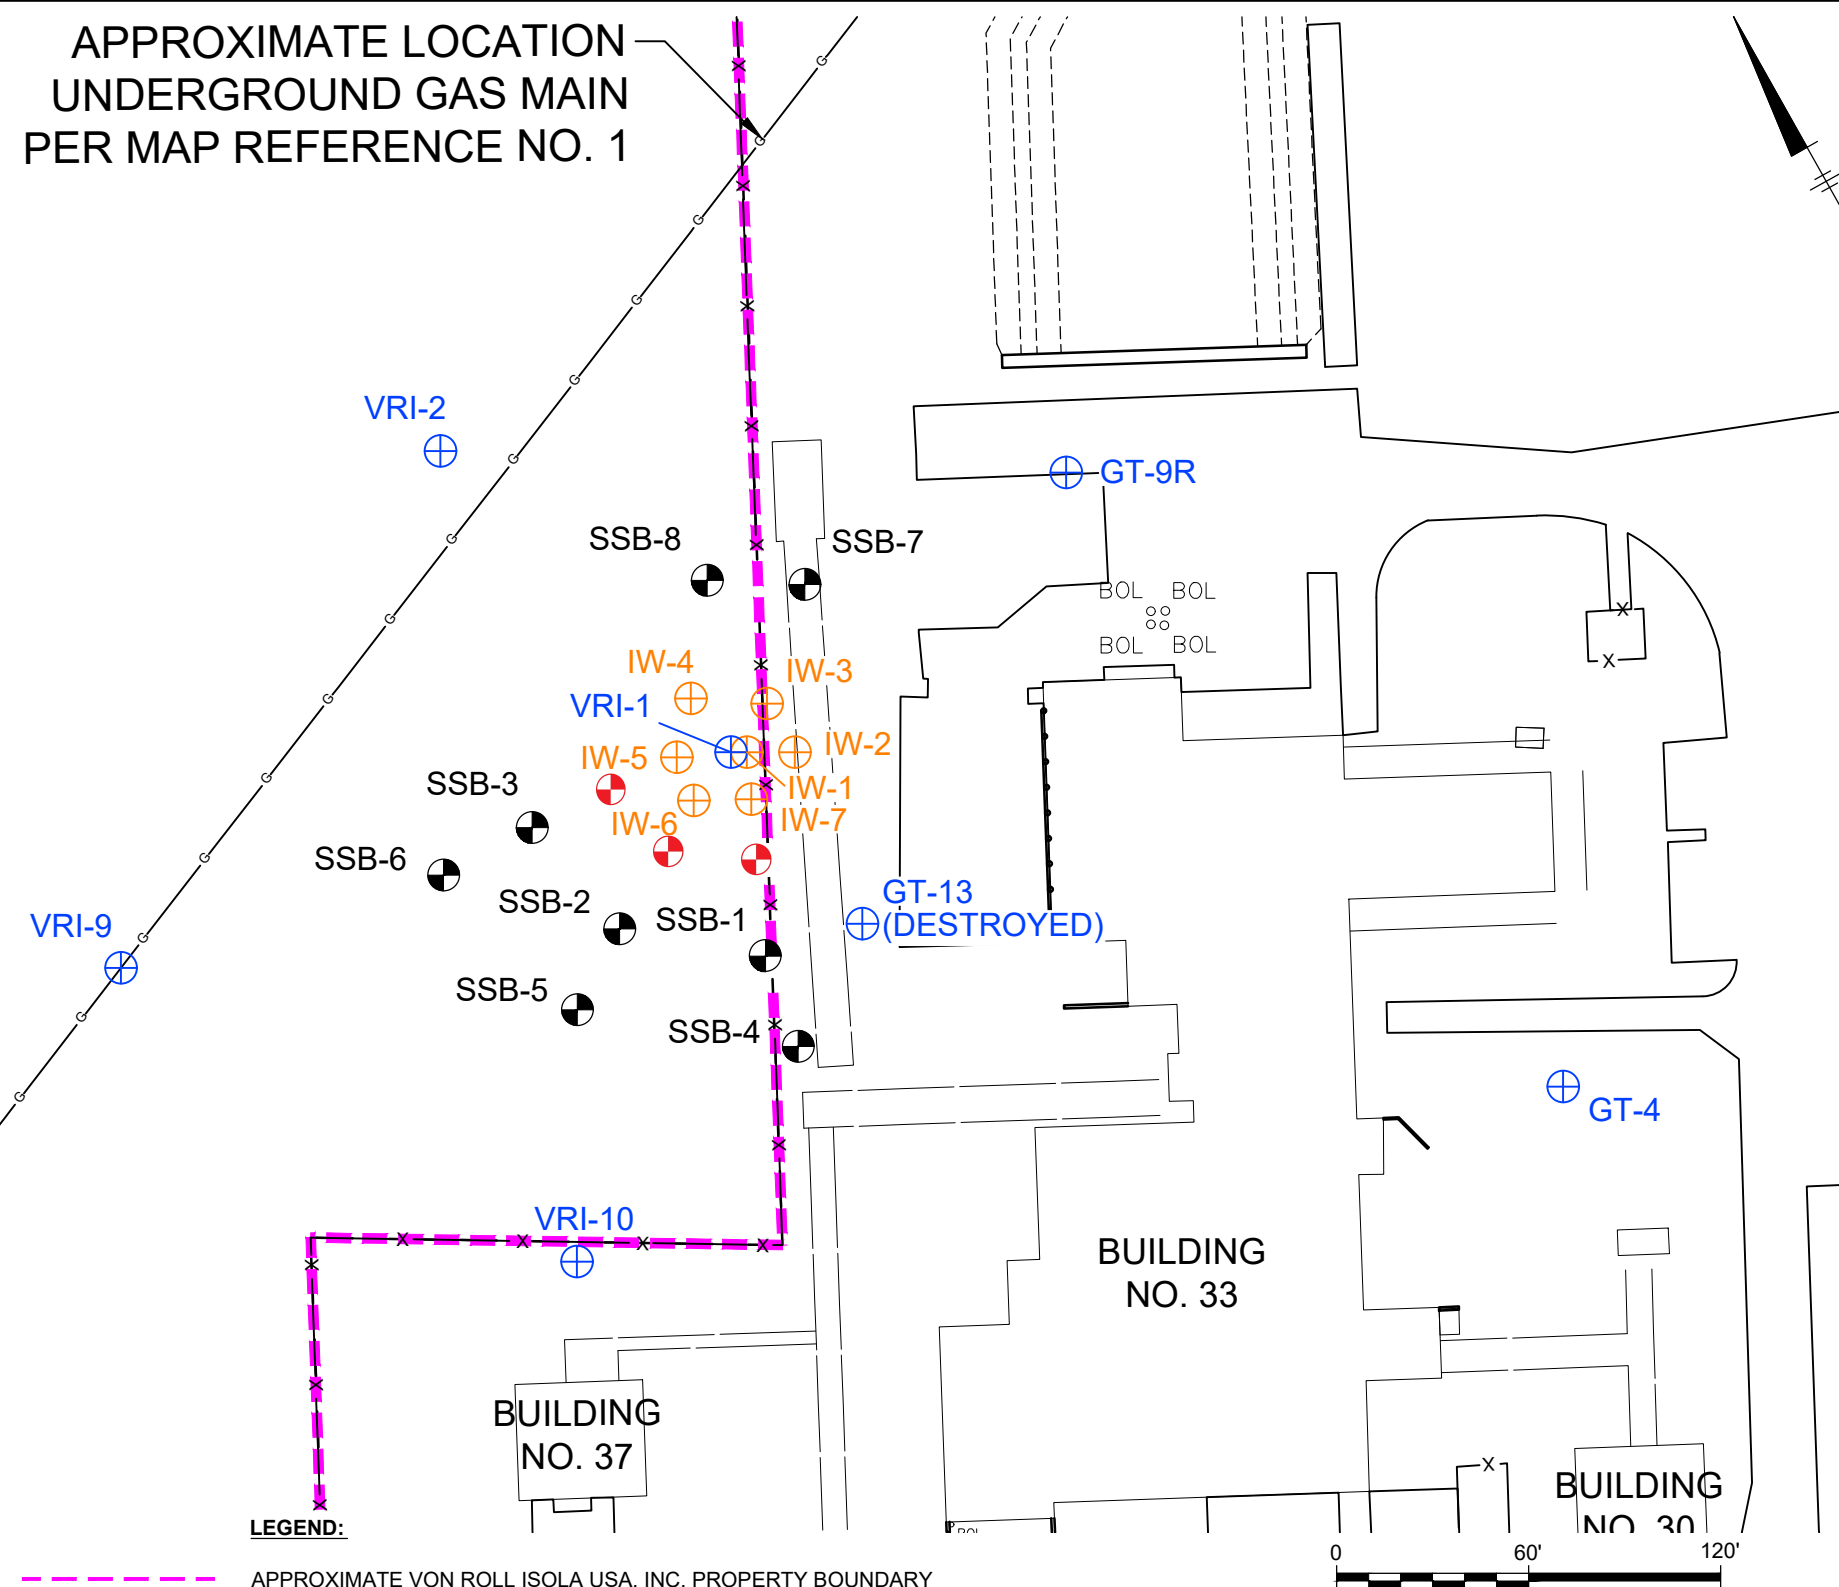 APPROXIMATE LOCATION
UNDERGROUND GAS MAIN
PER MAP REFERENCE NO. 1
VRI-2
GT-9R
SSB-8
SSB-7
BOL BOL
BOL BOL
IW-4
IW-3
VRI-1
IW-2
IW-5
IW-1
SSB-3
IW-7
IW-6
SSB-6
GT-13
(DESTROYED)
SSB-2
SSB-1
VRI-9
SSB-5
SSB-4
GT-4
VRI-10
BUILDING
NO. 33
BUILDING
NO. 37
BUILDING
NO. 30
BOL
LEGEND:
0 60' 120'
APPROXIMATE VON ROLL ISOLA USA, INC. PROPERTY BOUNDARY